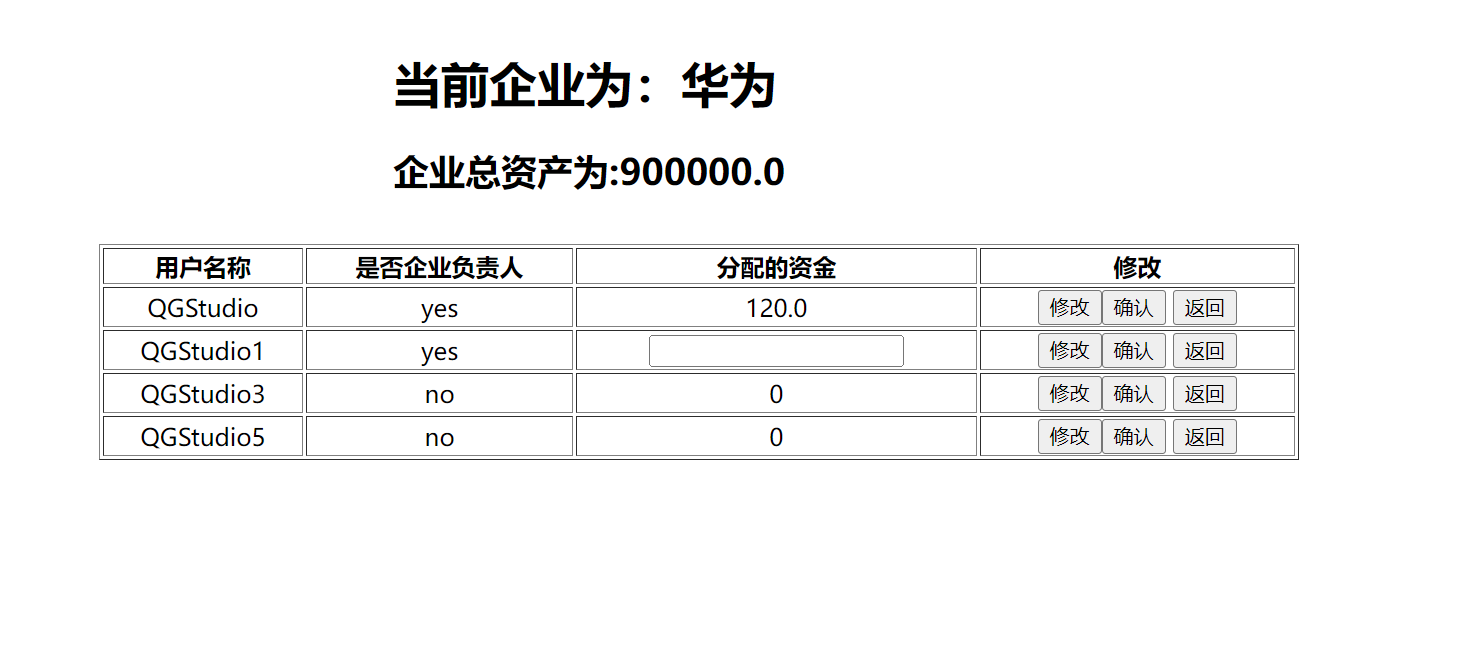 当前企业为：华为
企业总资产为:900000.0
用户名称 是否企业负责人 分配的资金 修改
QGStudio yes 120.0 修改 确认 返回
QGStudio1 yes 修改 确认 返回
QGStudio3 no 0 修改 确认 返回
QGStudio5 no 0 修改 确认 返回